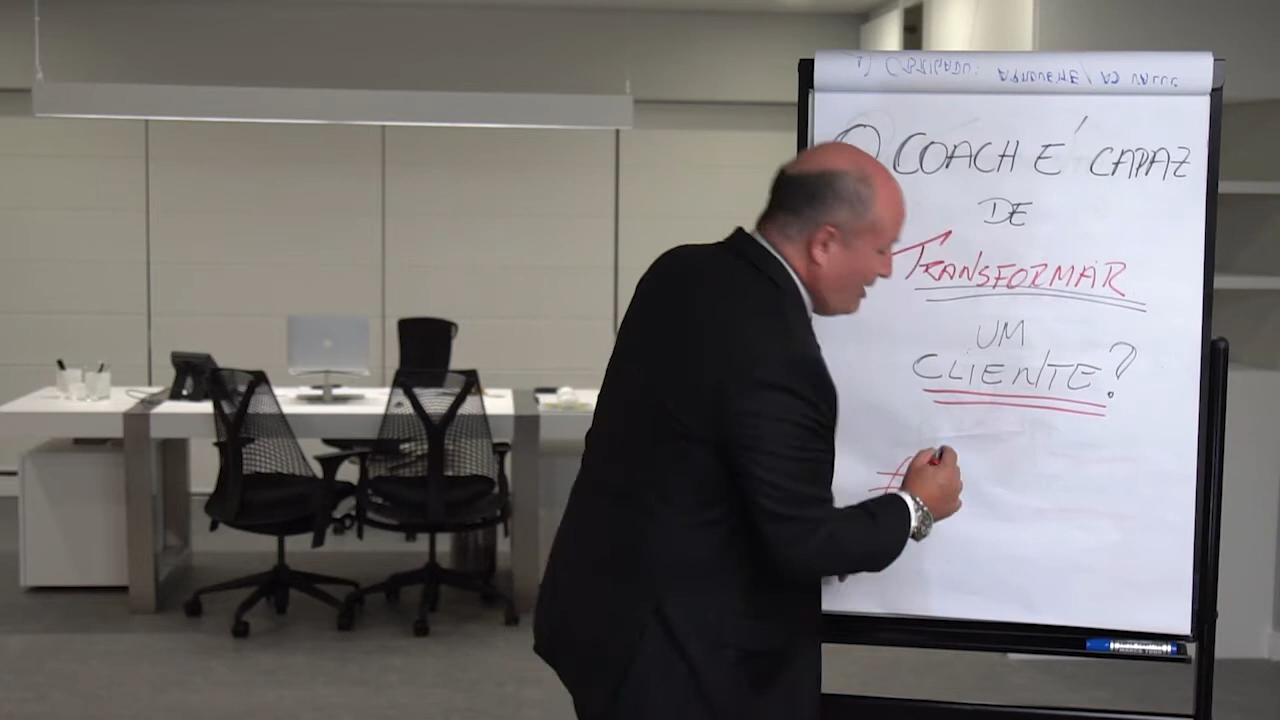 O COACH É CAPAZ
DE
TRANSFORMAR
UM
CLIENTE?
#